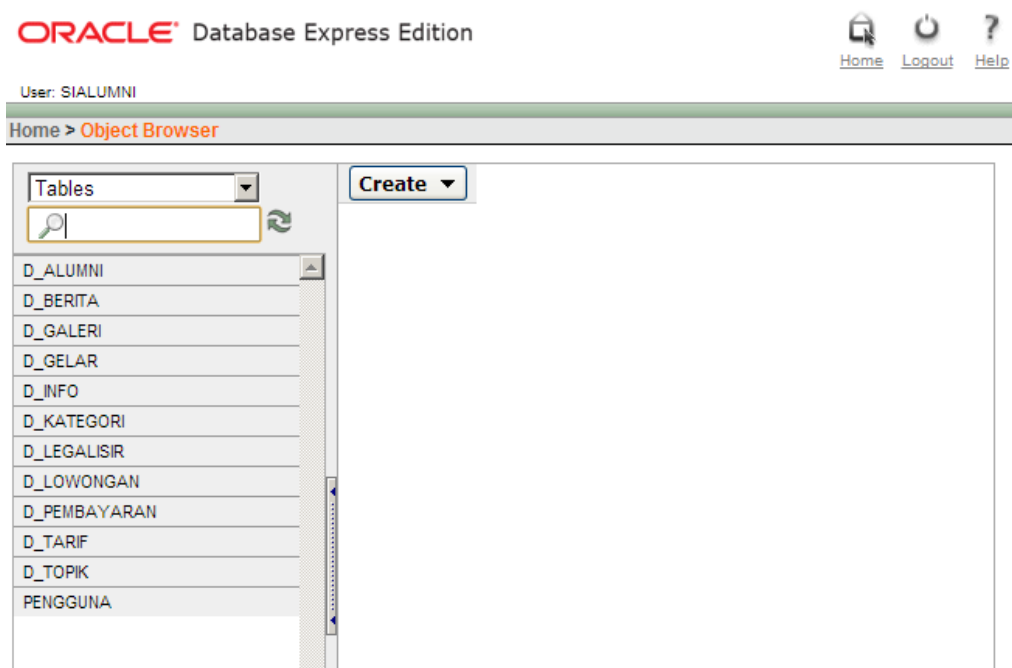 ORACLE Database Express Edition
Home Logout Help
User: SIALUMNI
Home > Object Browser
Tables
Create
D_ALUMNI
D_BERITA
D_GALERI
D_GELAR
D_INFO
D_KATEGORI
D_LEGALISIR
D_LOWONGAN
D_PEMBAYARAN
D_TARIF
D_TOPIK
PENGGUNA